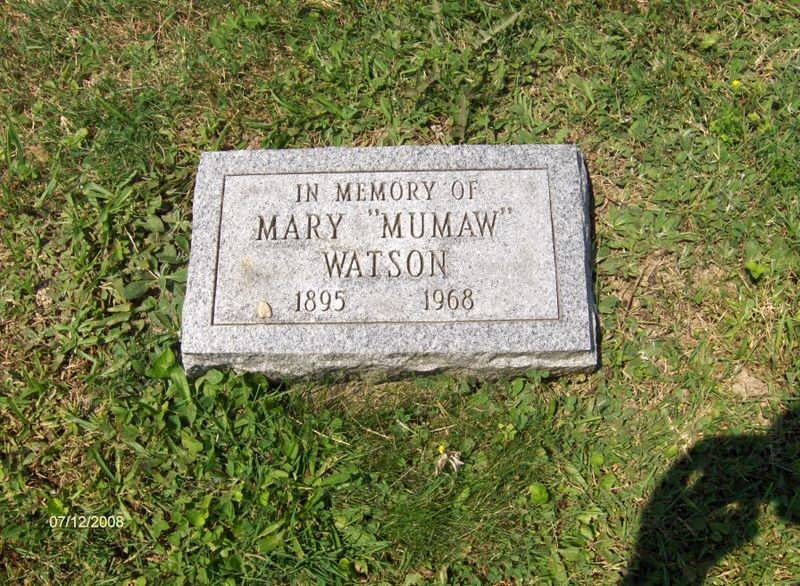 IN MEMORY OF
MARY "MUMAW"
WATSON
1895 1968
07/12/2008